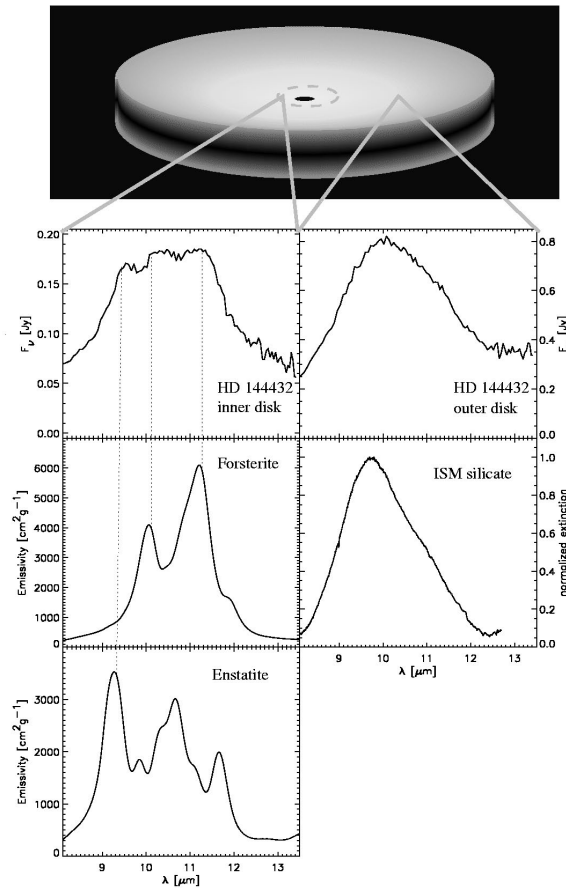 0.20
0.15
0.10
0.05
0.00
F_ν [Jy]
HD 144432
inner disk
0.8
0.6
0.4
0.2
0.0
HD 144432
outer disk
6000
5000
4000
3000
2000
1000
0
Emissivity [cm²g⁻¹]
Forsterite
ISM silicate
1.0
0.8
0.6
0.4
0.2
0.0
normalized extinction
9 10 11 12 13
λ [μm]
3000
2000
1000
0
Emissivity [cm²g⁻¹]
Enstatite
9 10 11 12 13
λ [μm]